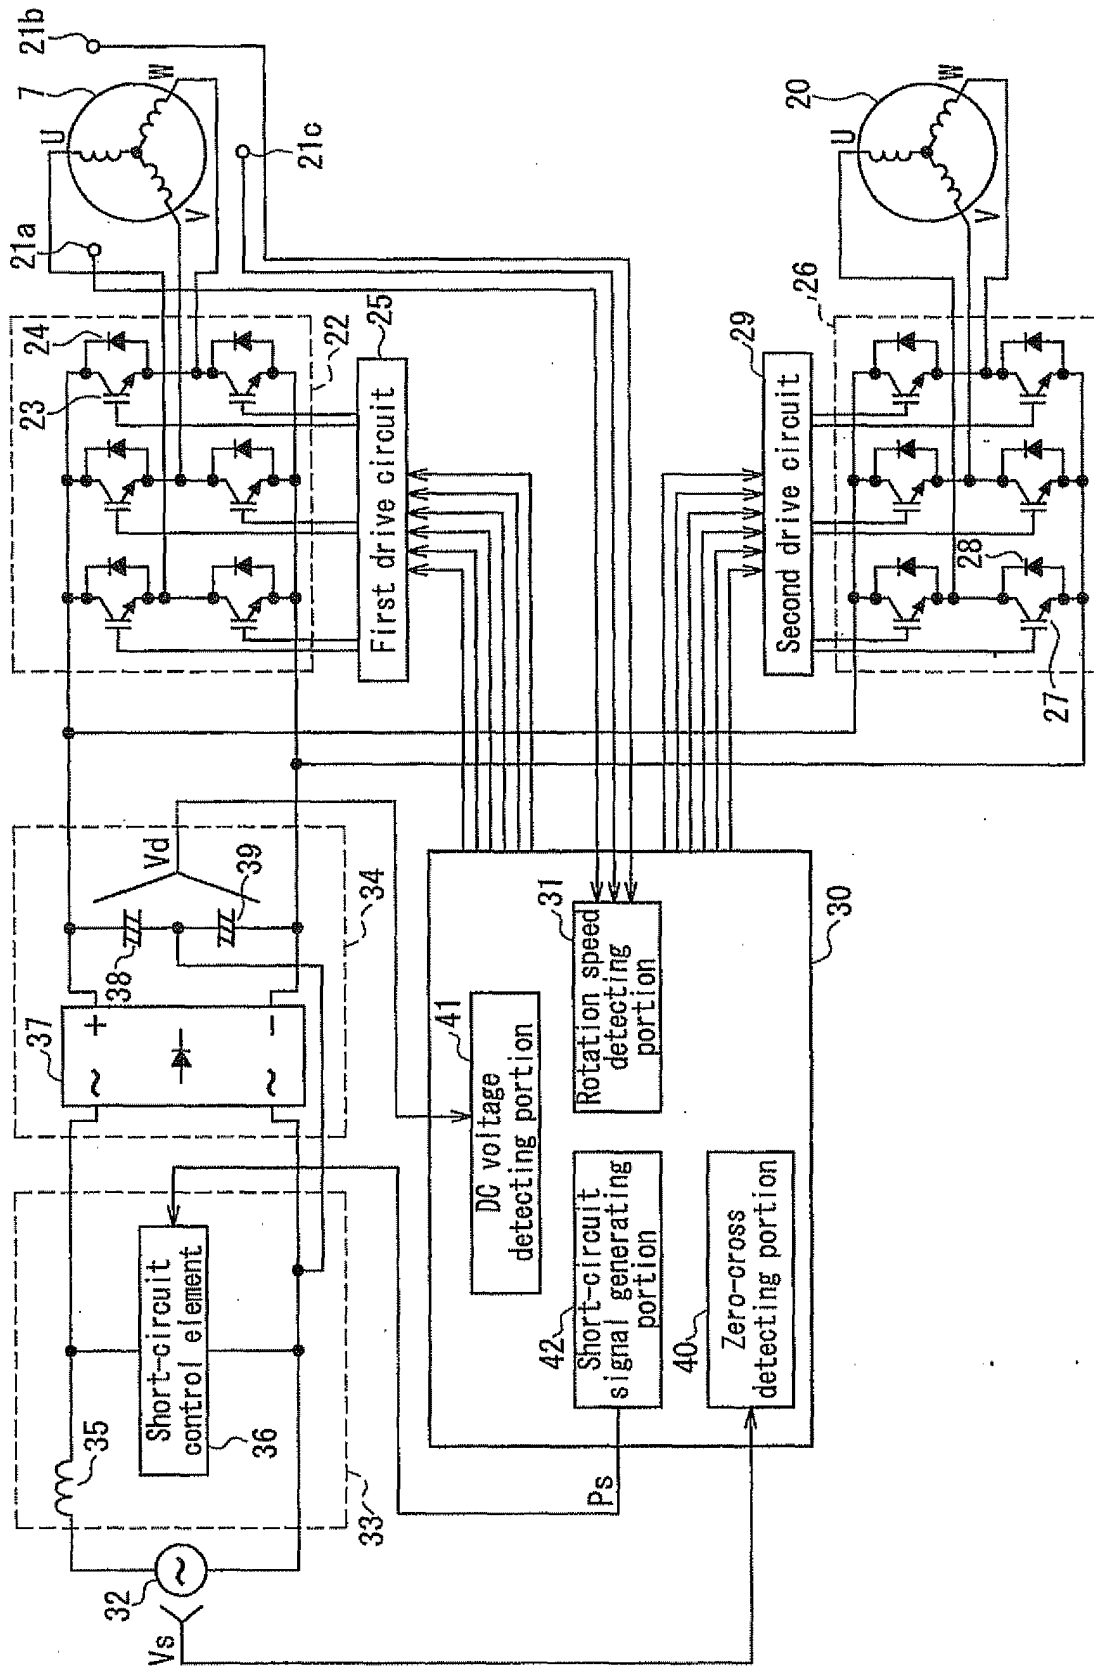 32
Vs
35
Short-circuit
control element
36
33
37
~
+
~
−
38
39
Vd
34
23
24
22
First drive circuit
25
21a
U
V
W
7
21b
21c
Ps
42
Short-circuit
signal generating
portion
40
Zero-cross
detecting portion
41
DC voltage
detecting portion
31
Rotation speed
detecting
portion
30
Second drive circuit
29
26
27
28
U
V
W
20